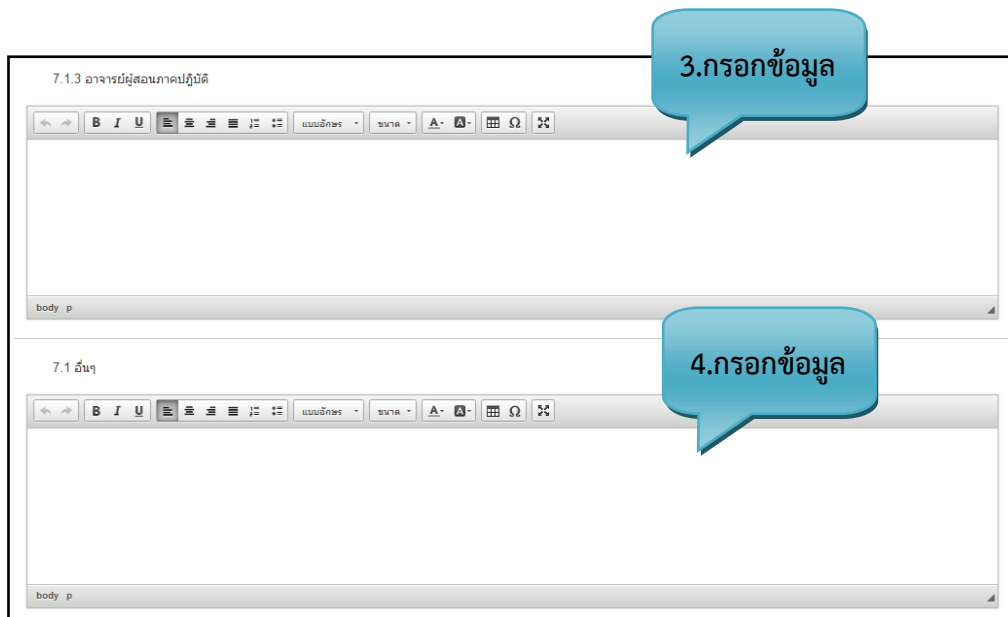 3.กรอกข้อมูล
7.1.3 อาจารย์ผู้สอนภาคปฏิบัติ
B I U แบบอักษร ขนาด A A Ω
body p
4.กรอกข้อมูล
7.1 อื่นๆ
B I U แบบอักษร ขนาด A A Ω
body p